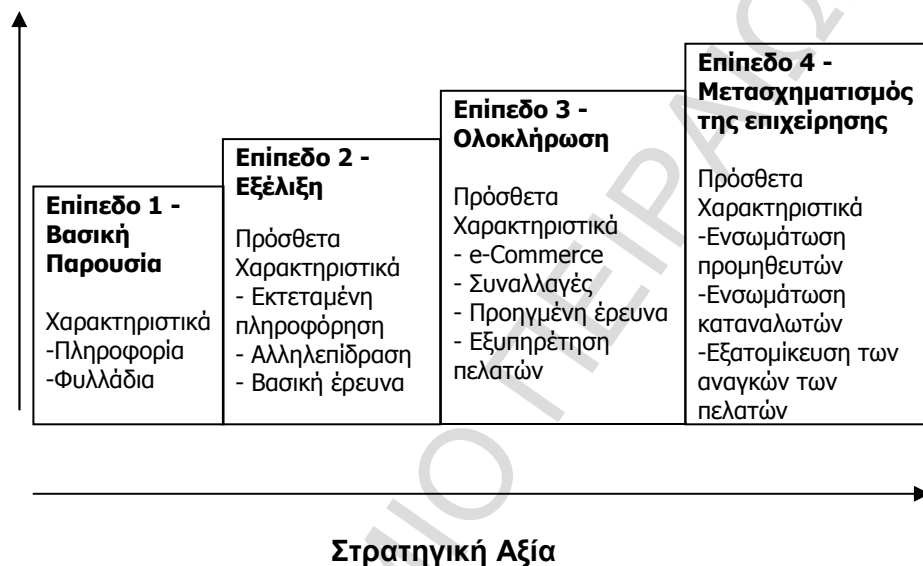 Επίπεδο 1 -
Βασική
Παρουσία
Χαρακτηριστικά
-Πληροφορία
-Φυλλάδια
Επίπεδο 2 -
Εξέλιξη
Πρόσθετα
Χαρακτηριστικά
- Εκτεταμένη
πληροφόρηση
- Αλληλεπίδραση
- Βασική έρευνα
Επίπεδο 3 -
Ολοκλήρωση
Πρόσθετα
Χαρακτηριστικά
- e-Commerce
- Συναλλαγές
- Προηγμένη έρευνα
- Εξυπηρέτηση
πελατών
Επίπεδο 4 -
Μετασχηματισμός
της επιχείρησης
Πρόσθετα
Χαρακτηριστικά
-Ενσωμάτωση
προμηθευτών
-Ενσωμάτωση
καταναλωτών
-Εξατομίκευση των
αναγκών των
πελατών
Στρατηγική Αξία